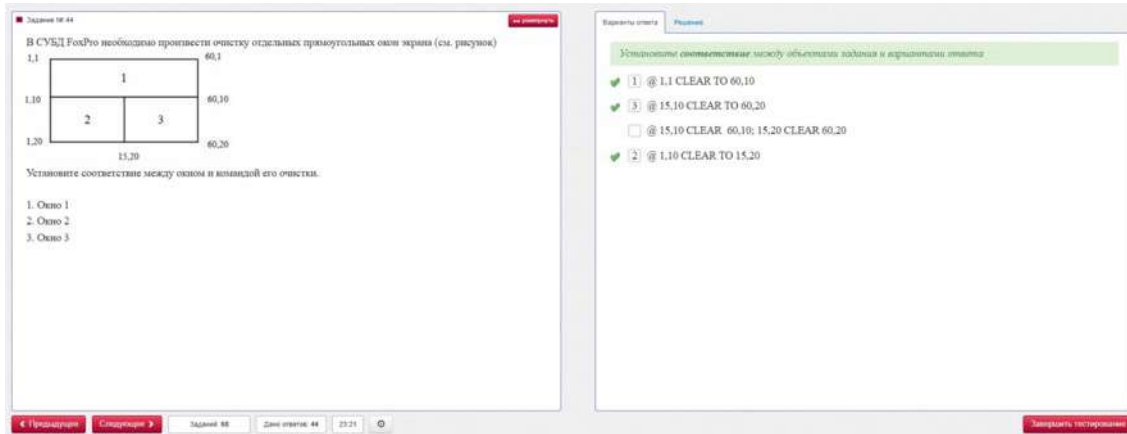 Задание № 44
развернуть
В СУБД FoxPro необходимо произвести очистку отдельных прямоугольных окон экрана (см. рисунок)
1,1
60,1
1
1,10
60,10
2
3
1,20
60,20
15,20
Установите соответствие между окном и командой его очистки.
1. Окно 1
2. Окно 2
3. Окно 3
Варианты ответа
Решение
Установите соответствие между объектами задания и вариантами ответа
1 @ 1,1 CLEAR TO 60,10
3 @ 15,10 CLEAR TO 60,20
@ 15,10 CLEAR 60,10; 15,20 CLEAR 60,20
2 @ 1,10 CLEAR TO 15,20
Предыдущее
Следующее
Заданий
Дано ответов: 44
23:21
Завершить тестирование